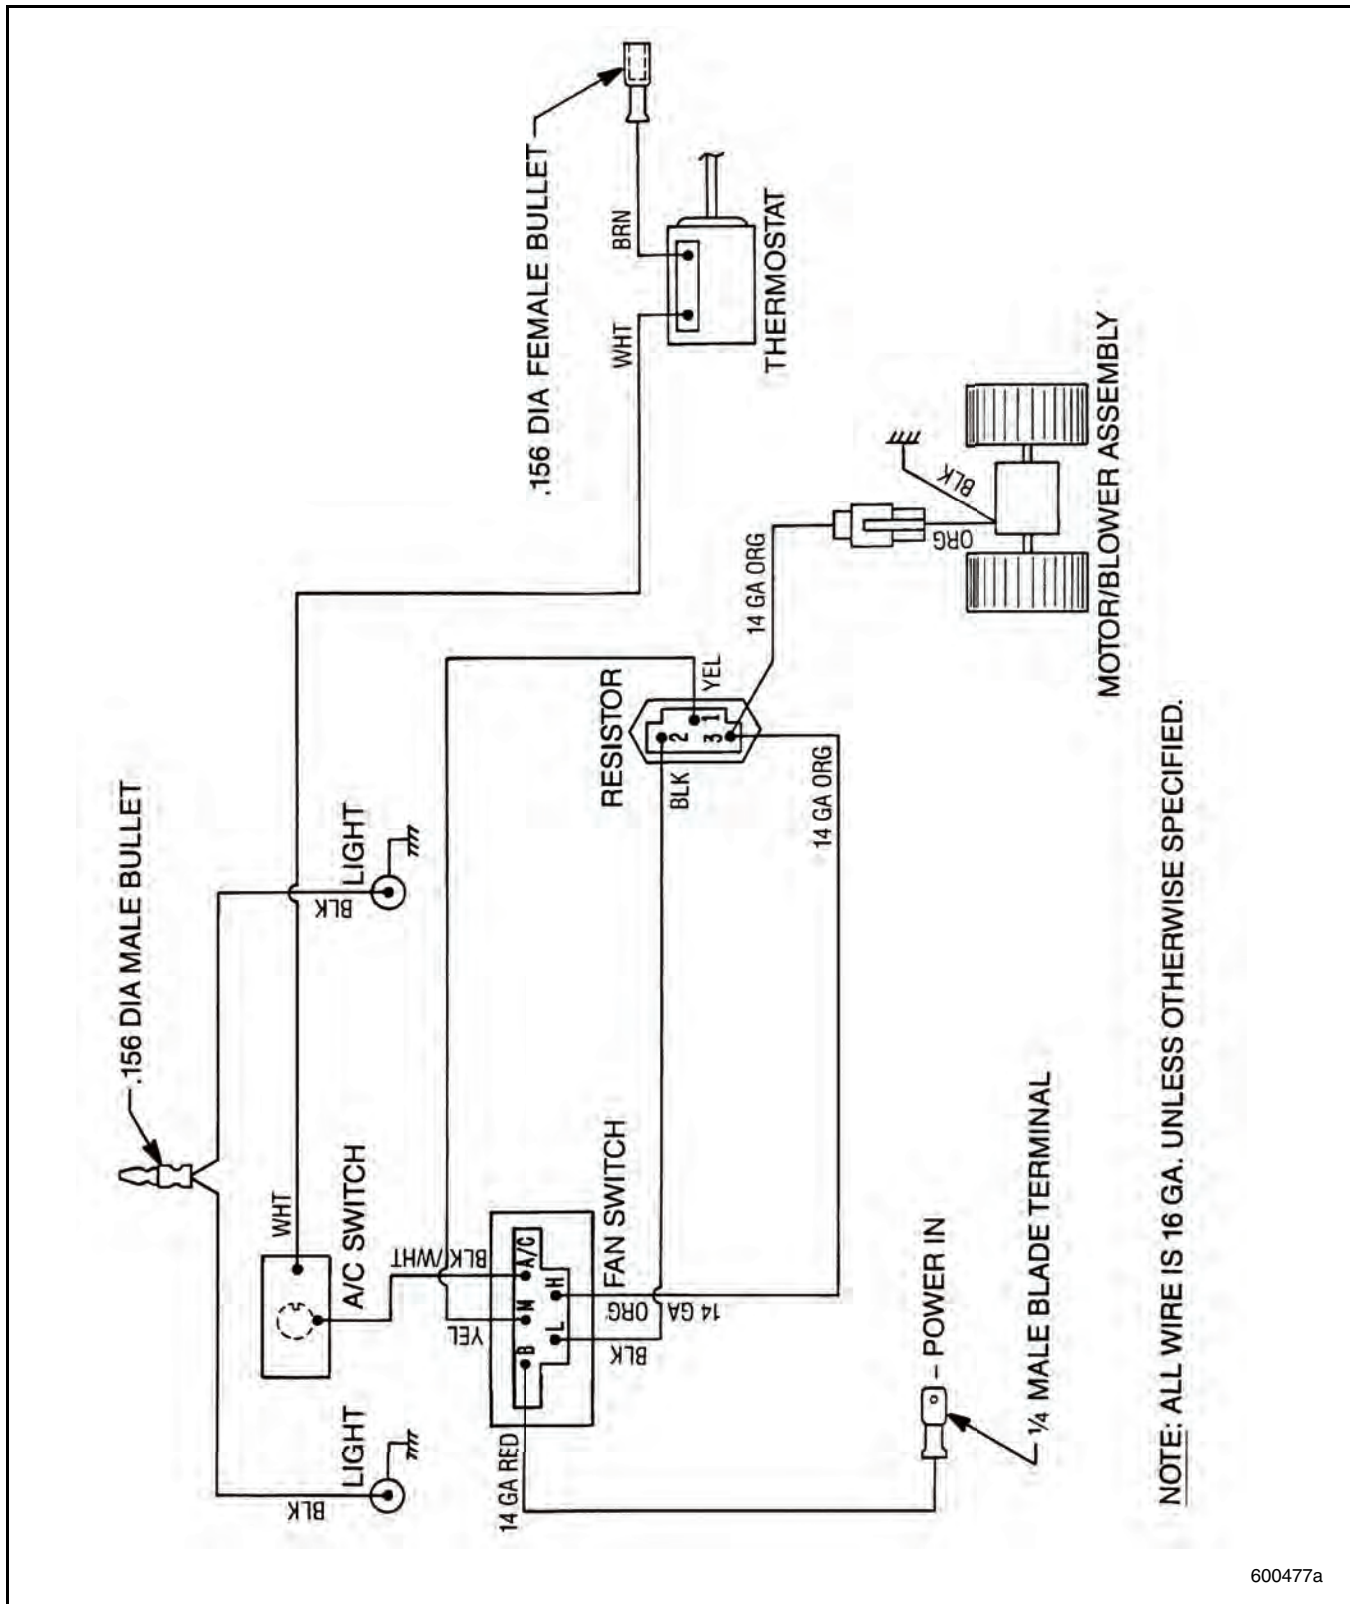 .156 DIA MALE BULLET
.156 DIA FEMALE BULLET
LIGHT
BLK
WHT
A/C SWITCH
LIGHT
BLK
WHT
BRN
THERMOSTAT
14 GA RED
YEL
BLK/WHT
B
M
A/C
L
H
BLK
14 GA
ORG
FAN SWITCH
RESISTOR
2
1
3
BLK
YEL
14 GA ORG
14 GA ORG
ORG
BLK
MOTOR/BLOWER ASSEMBLY
– POWER IN
1/4 MALE BLADE TERMINAL
NOTE: ALL WIRE IS 16 GA. UNLESS OTHERWISE SPECIFIED.
600477a